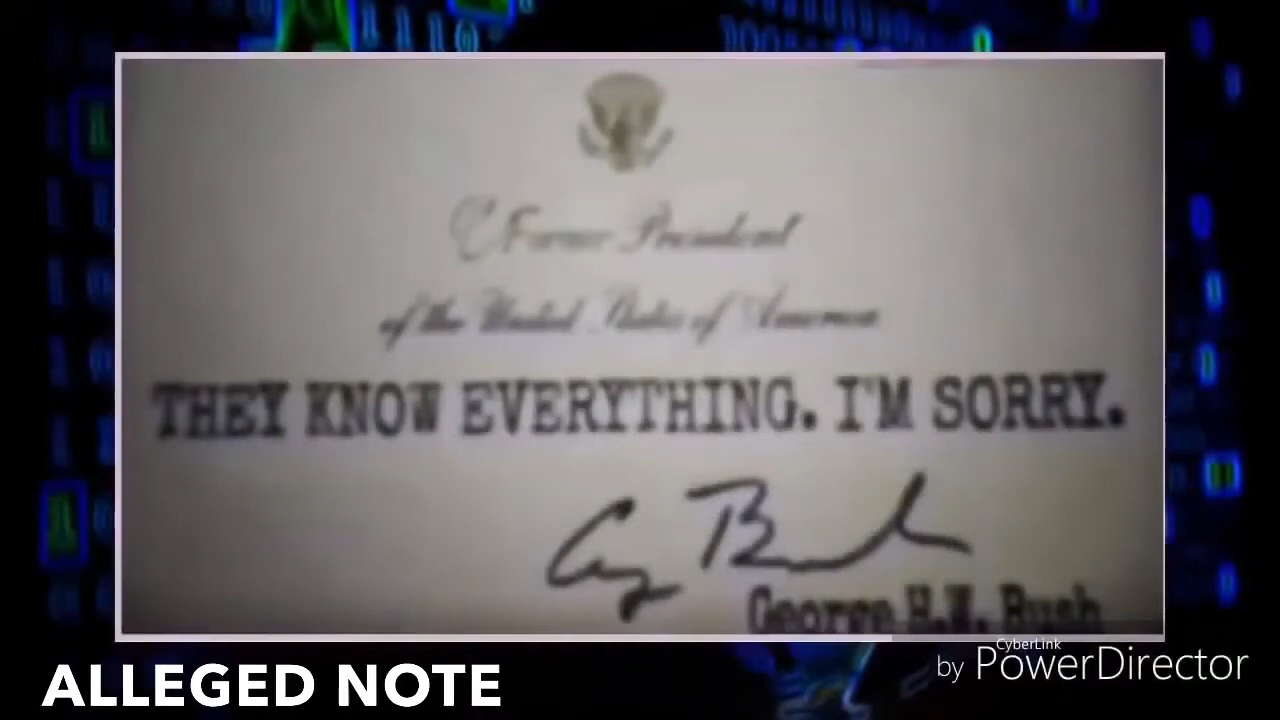 Former President
of the United States of America
THEY KNOW EVERYTHING. I'M SORRY.
George H.W. Bush
ALLEGED NOTE
CyberLink
by PowerDirector